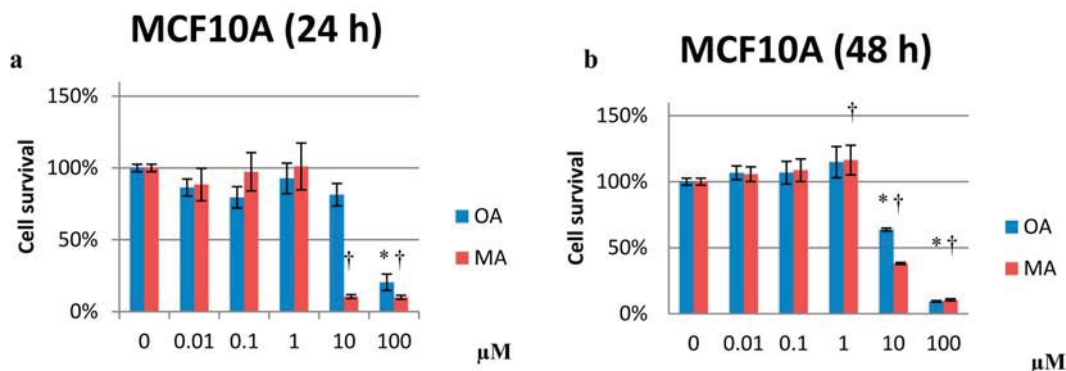 MCF10A (24 h)
a
150%
100%
50%
0%
Cell survival
†
* †
0 0.01 0.1 1 10 100
µM
OA
MA
MCF10A (48 h)
b
150%
100%
50%
0%
Cell survival
†
* †
* †
0 0.01 0.1 1 10 100
µM
OA
MA